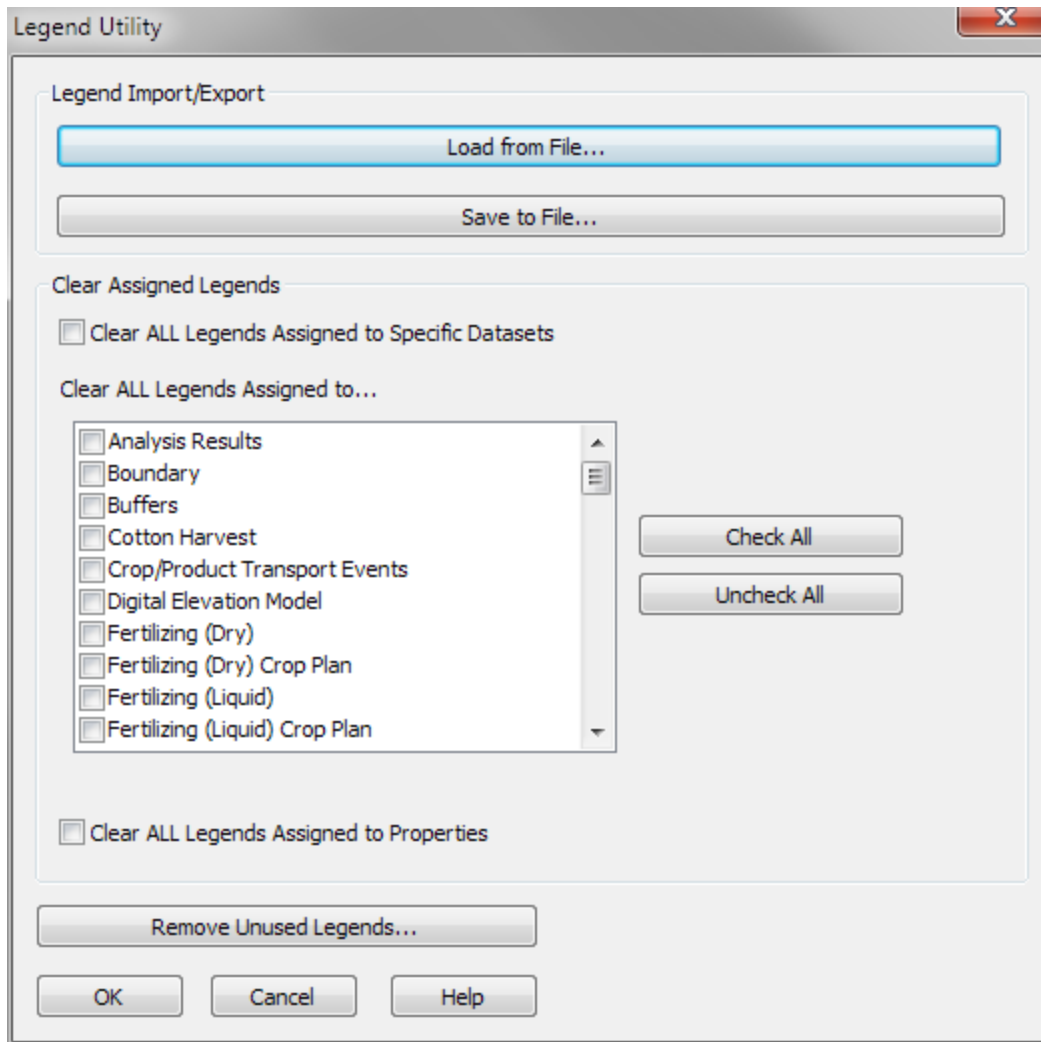 Legend Utility
Legend Import/Export
Load from File...
Save to File...
Clear Assigned Legends
Clear ALL Legends Assigned to Specific Datasets
Clear ALL Legends Assigned to...
Analysis Results
Boundary
Buffers
Cotton Harvest
Crop/Product Transport Events
Digital Elevation Model
Fertilizing (Dry)
Fertilizing (Dry) Crop Plan
Fertilizing (Liquid)
Fertilizing (Liquid) Crop Plan
Check All
Uncheck All
Clear ALL Legends Assigned to Properties
Remove Unused Legends...
OK
Cancel
Help